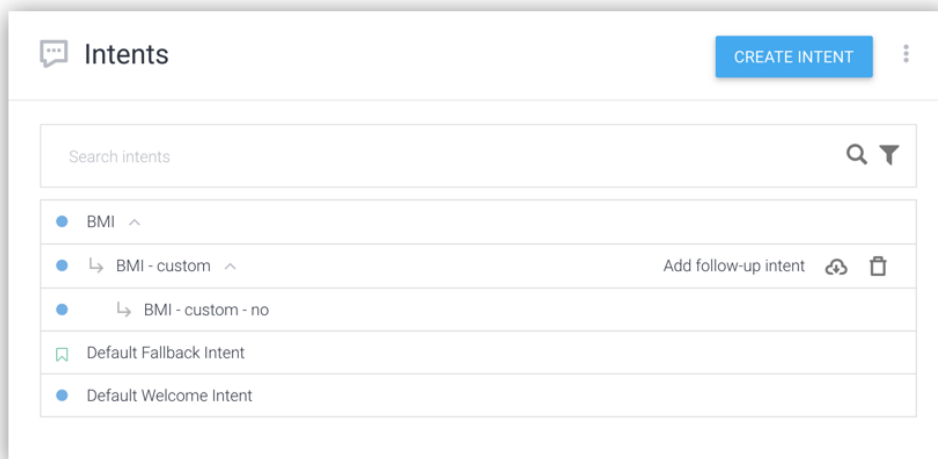 Intents
CREATE INTENT
Search intents
BMI
BMI - custom
Add follow-up intent
BMI - custom - no
Default Fallback Intent
Default Welcome Intent